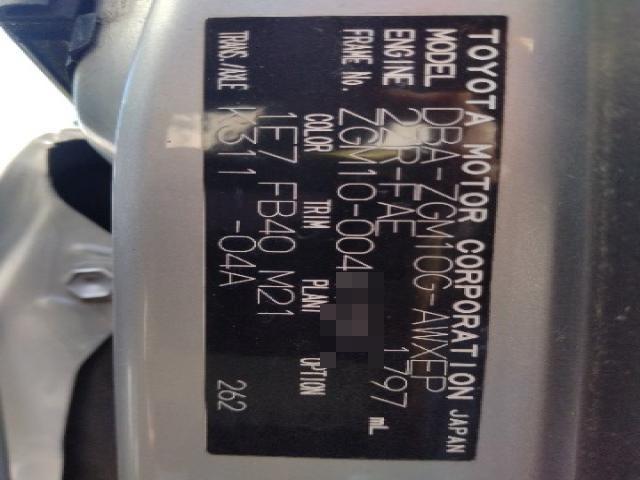 TOYOTA MOTOR CORPORATION JAPAN
MODEL DBA-ZGM10G-AWXEP
ENGINE 2ZR-FAE 1797 mL
FRAME No. ZGM10-004
COLOR TRIM PLANT OPTION
1F7 FB40 M21
TRANS./AXLE K311 -04A 262